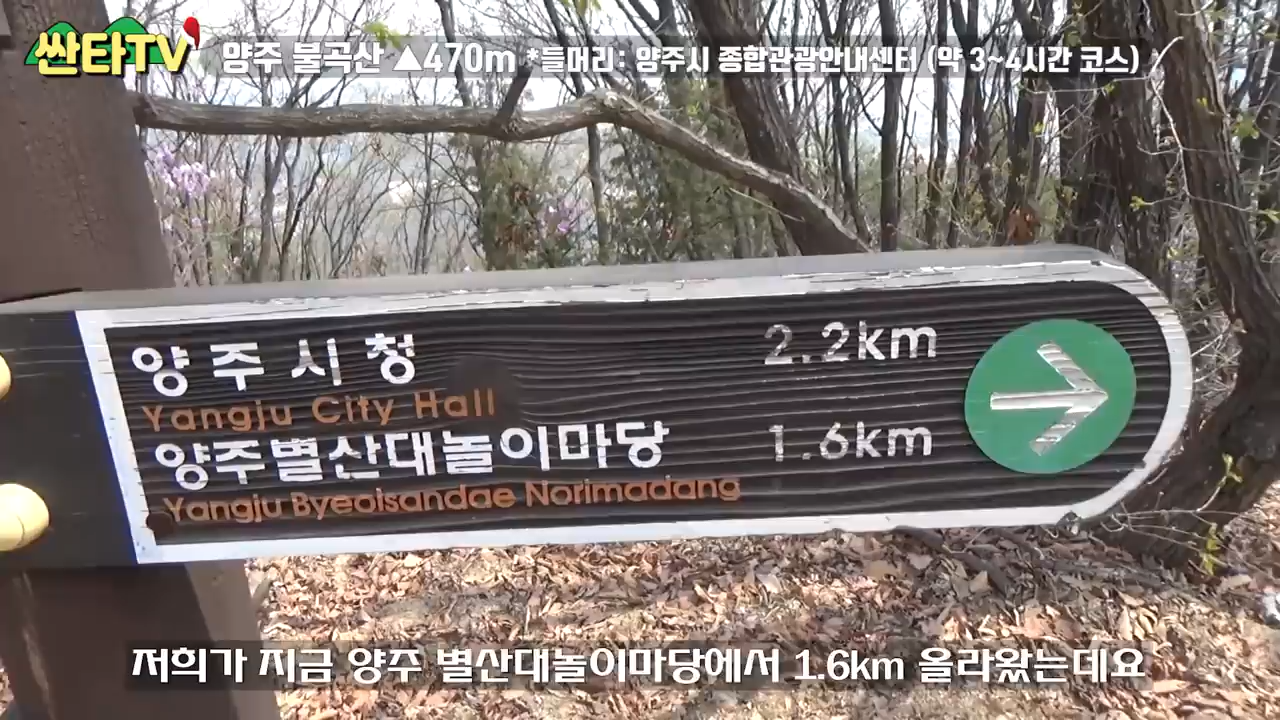 싼타TV
양주 불곡산 ▲470m *들머리: 양주시 종합관광안내센터 (약 3~4시간 코스)
양주시청 2.2km
Yangju City Hall
양주별산대놀이마당 1.6km
Yangju Byeolsandae Norimadang
저희가 지금 양주 별산대놀이마당에서 1.6km 올라왔는데요